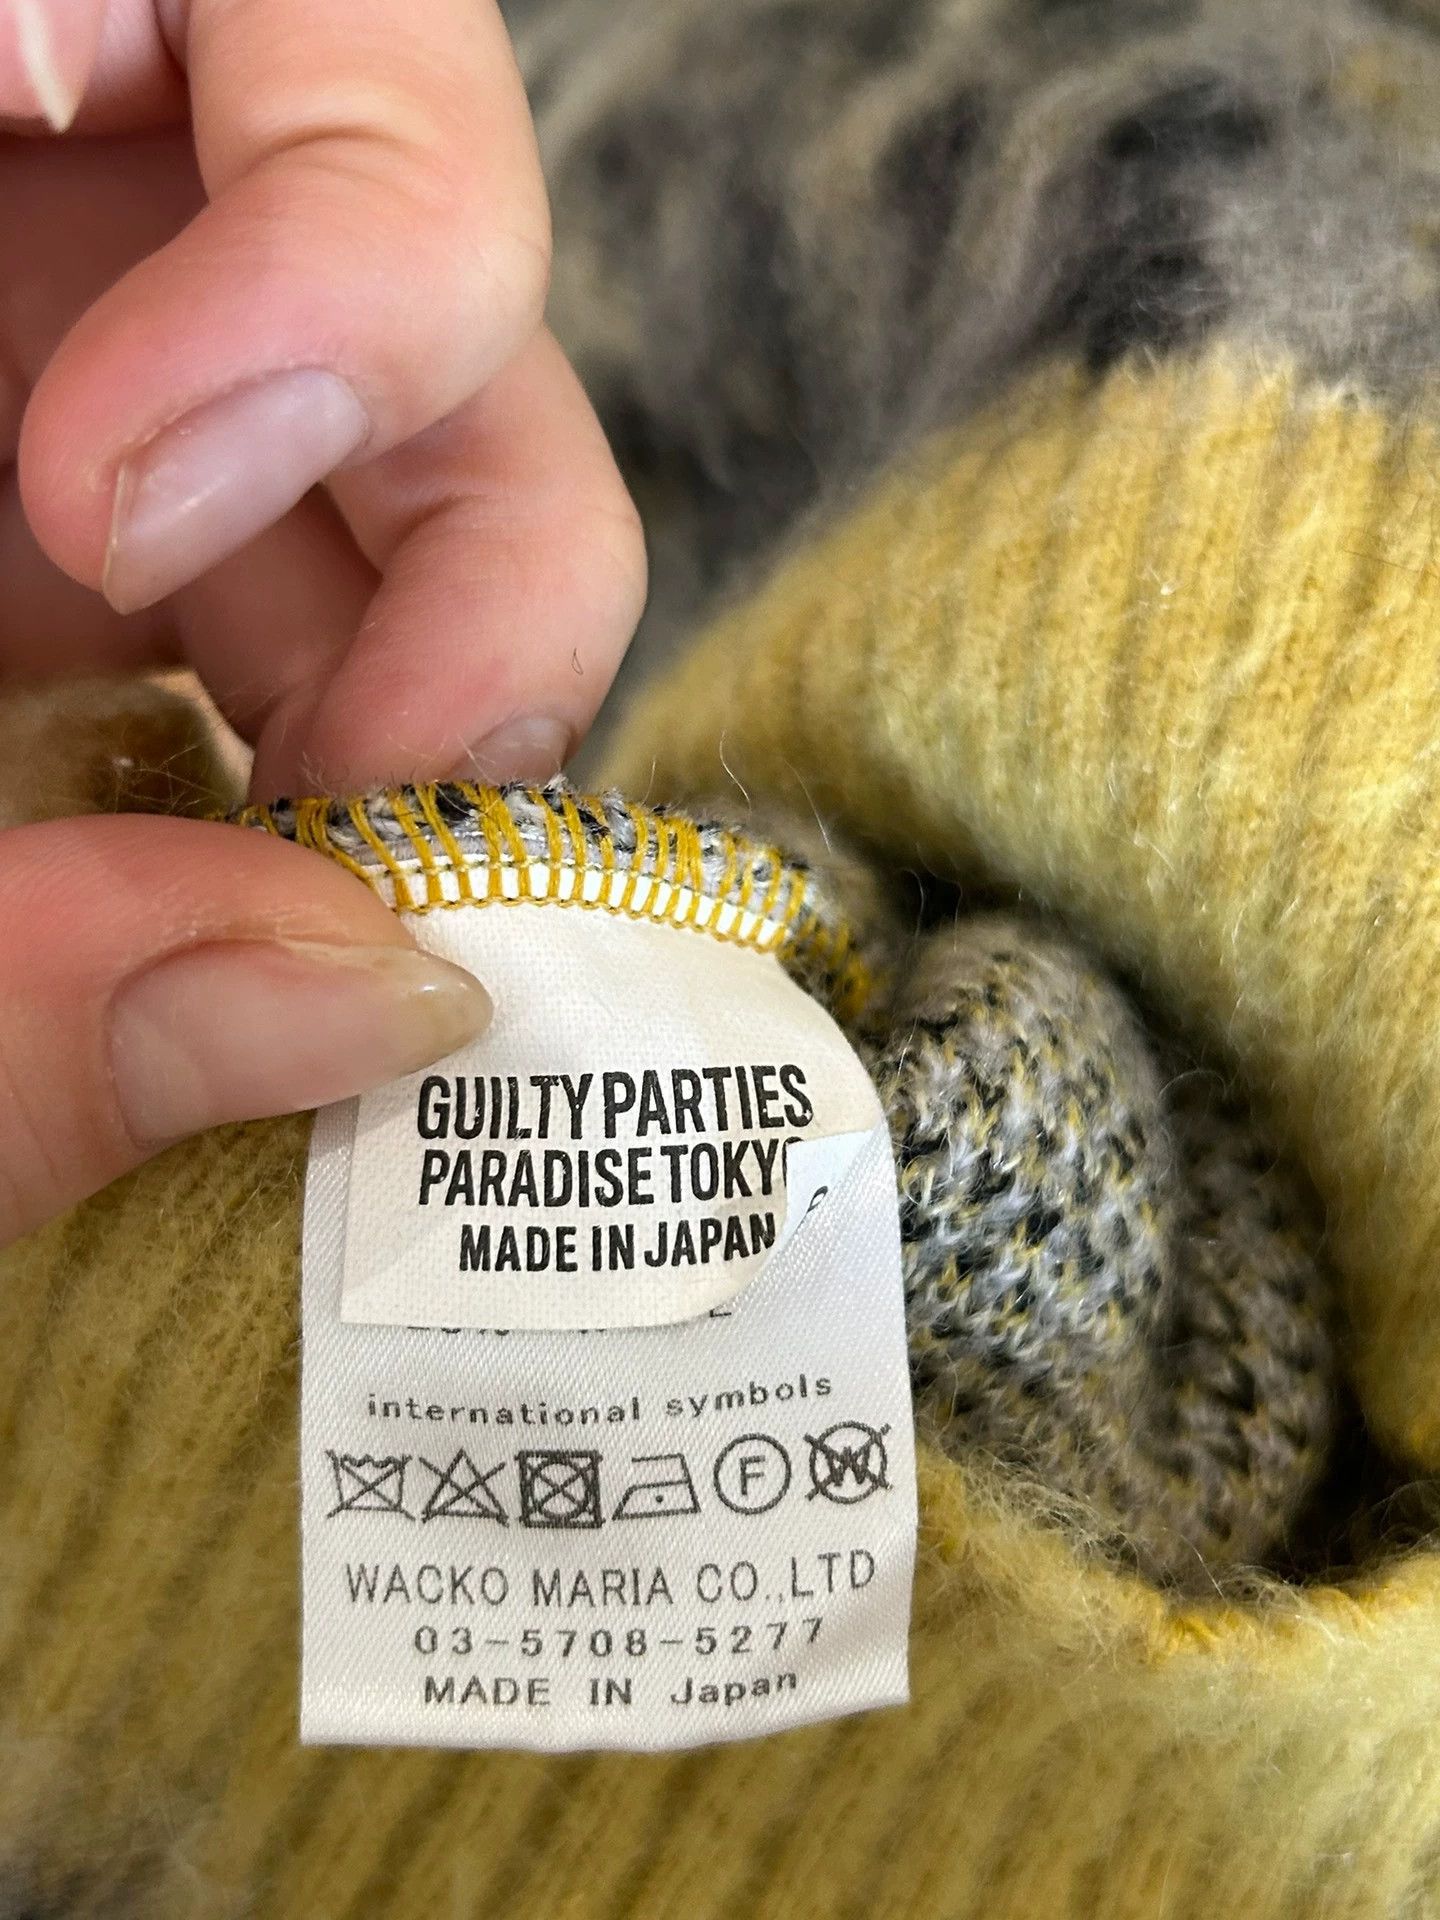 GUILTY PARTIES
PARADISE TOKYO
MADE IN JAPAN
international symbols
F W
WACKO MARIA CO.,LTD
03-5708-5277
MADE IN Japan